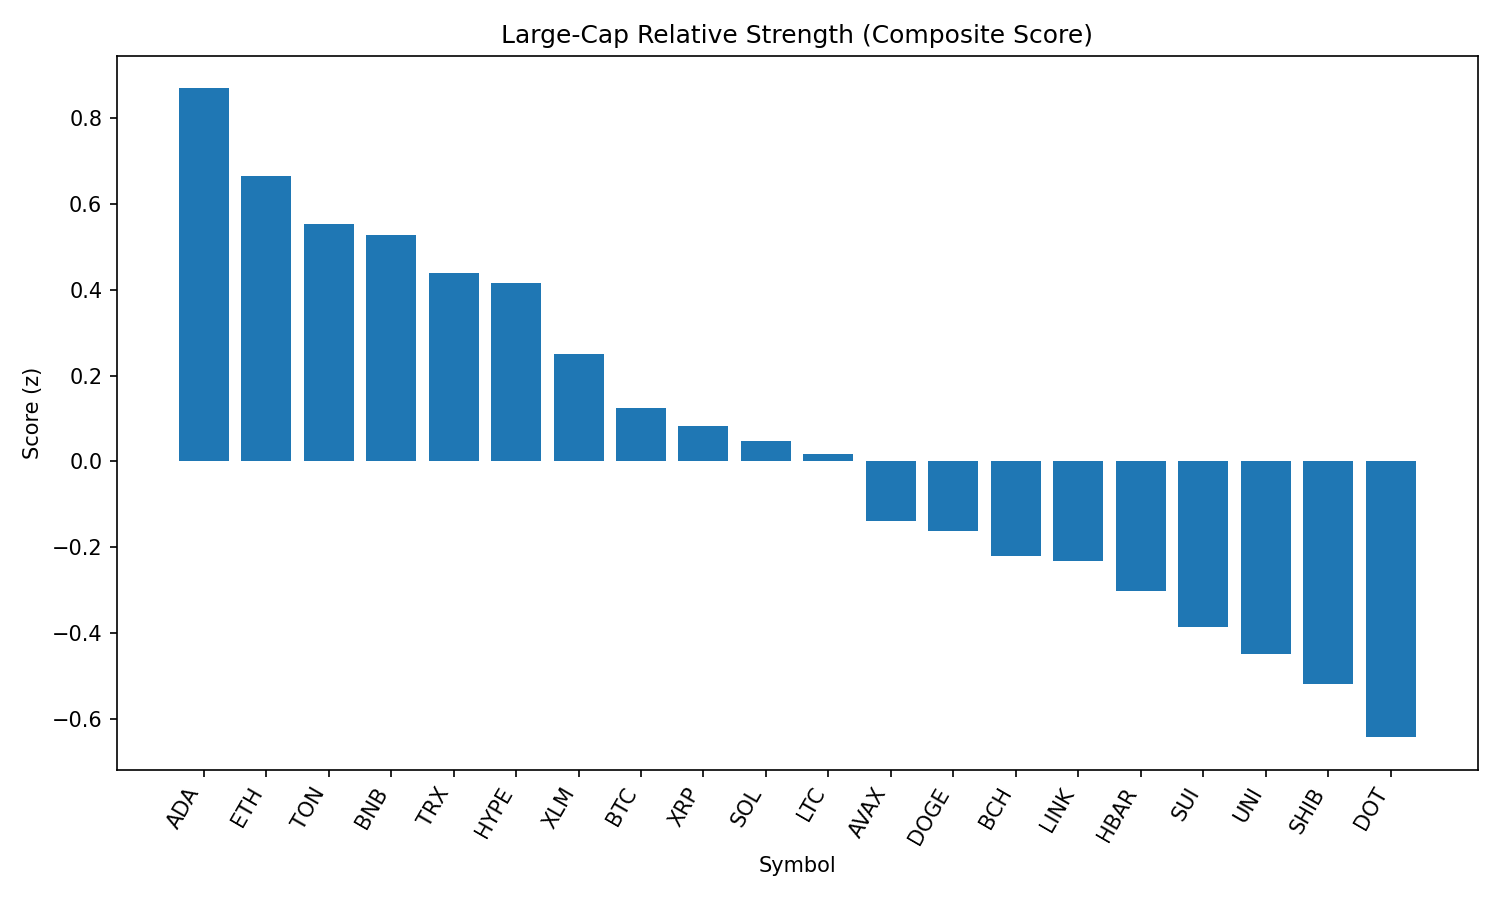 Large-Cap Relative Strength (Composite Score)
Score (z)
0.8
0.6
0.4
0.2
0.0
−0.2
−0.4
−0.6
ADA ETH TON BNB TRX HYPE XLM BTC XRP SOL LTC AVAX DOGE BCH LINK HBAR SUI UNI SHIB DOT
Symbol